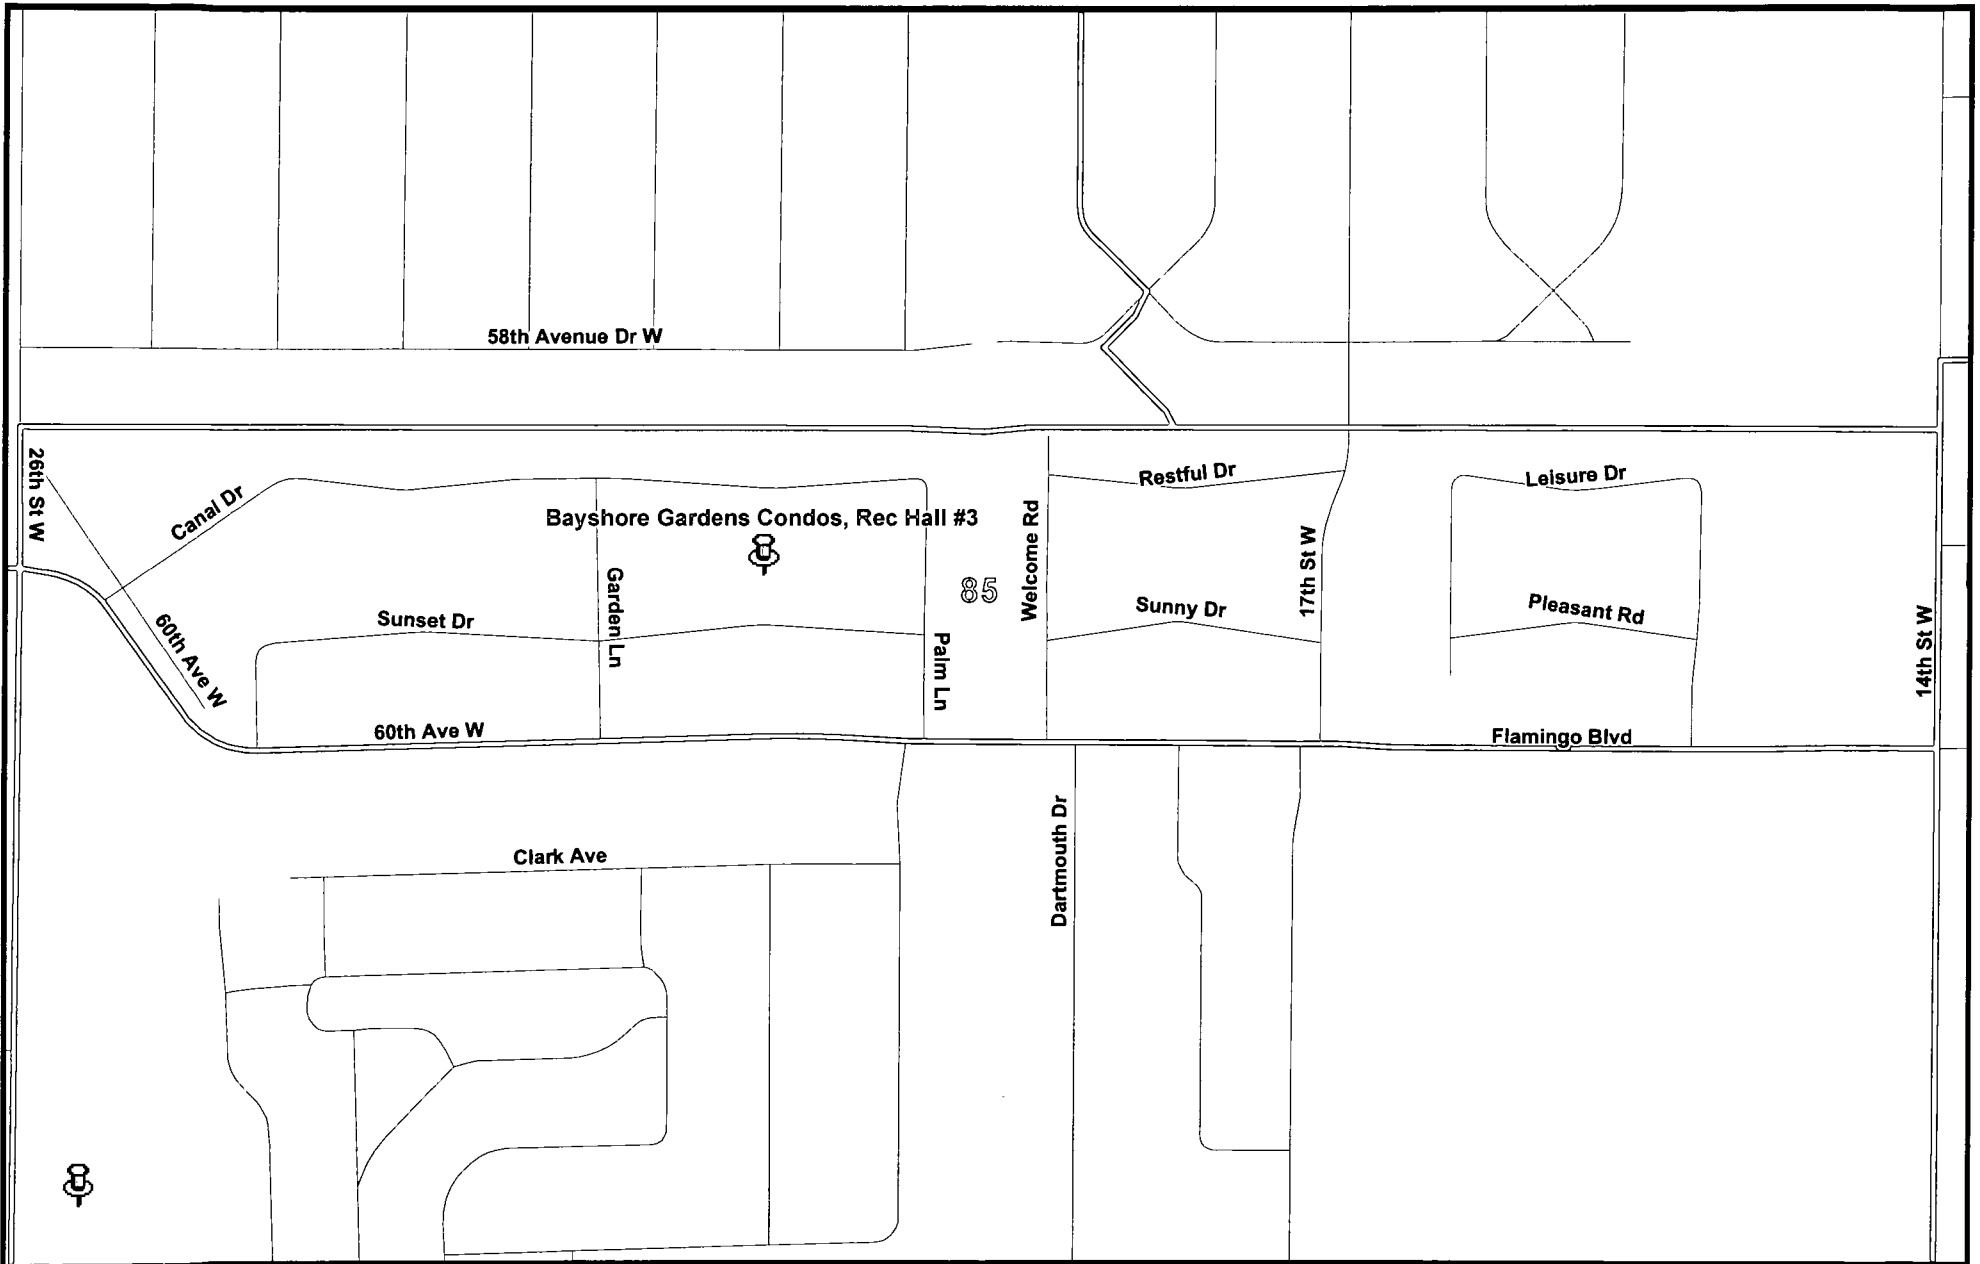 58th Avenue Dr W
26th St W
Canal Dr
Restful Dr
Leisure Dr
Bayshore Gardens Condos, Rec Hall #3
Welcome Rd
17th St W
Garden Ln
85
60th Ave W
Sunset Dr
Sunny Dr
Pleasant Rd
Palm Ln
14th St W
60th Ave W
Flamingo Blvd
Dartmouth Dr
Clark Ave